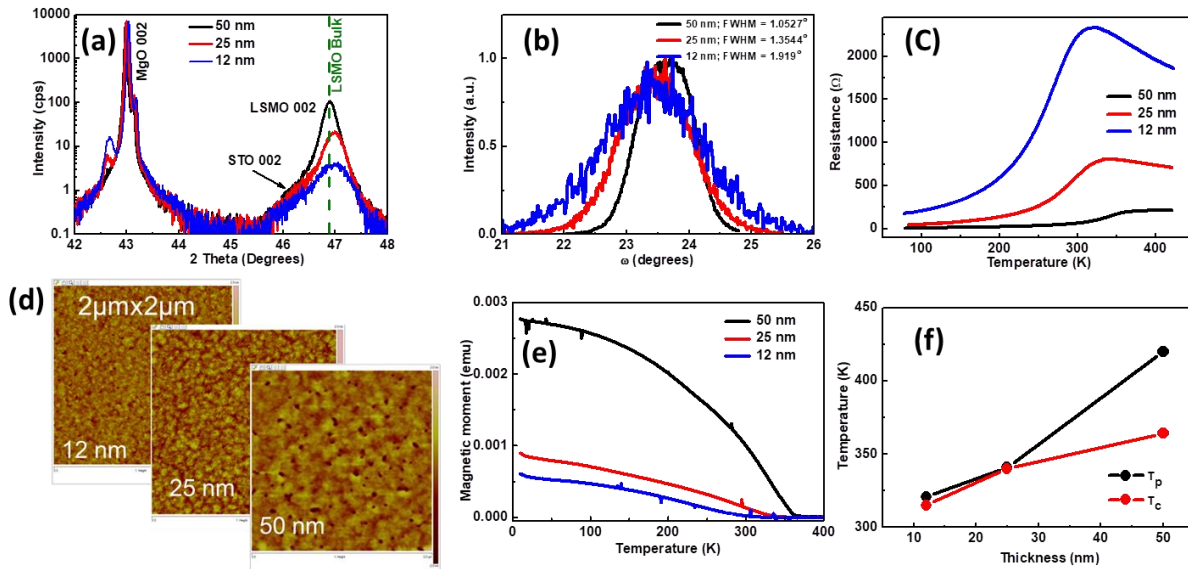 (a)
50 nm
25 nm
12 nm
MgO 002
LSMO Bulk
LSMO 002
STO 002
Intensity (cps)
10000
1000
100
10
1
0.1
42 43 44 45 46 47 48
2 Theta (Degrees)
(b)
50 nm; FWHM = 1.0527°
25 nm; FWHM = 1.3544°
12 nm; FWHM = 1.919°
Intensity (a.u.)
1.0
0.5
0.0
21 22 23 24 25 26
ω (degrees)
(C)
50 nm
25 nm
12 nm
Resistance (Ω)
2250
2000
1750
1500
1250
1000
750
500
250
0
100 200 300 400
Temperature (K)
(d)
2µmx2µm
12 nm
25 nm
50 nm
(e)
50 nm
25 nm
12 nm
Magnetic moment (emu)
0.003
0.002
0.001
0.000
0 100 200 300 400
Temperature (K)
(f)
Temperature (K)
450
400
350
300
Tp
Tc
10 20 30 40 50
Thickness (nm)